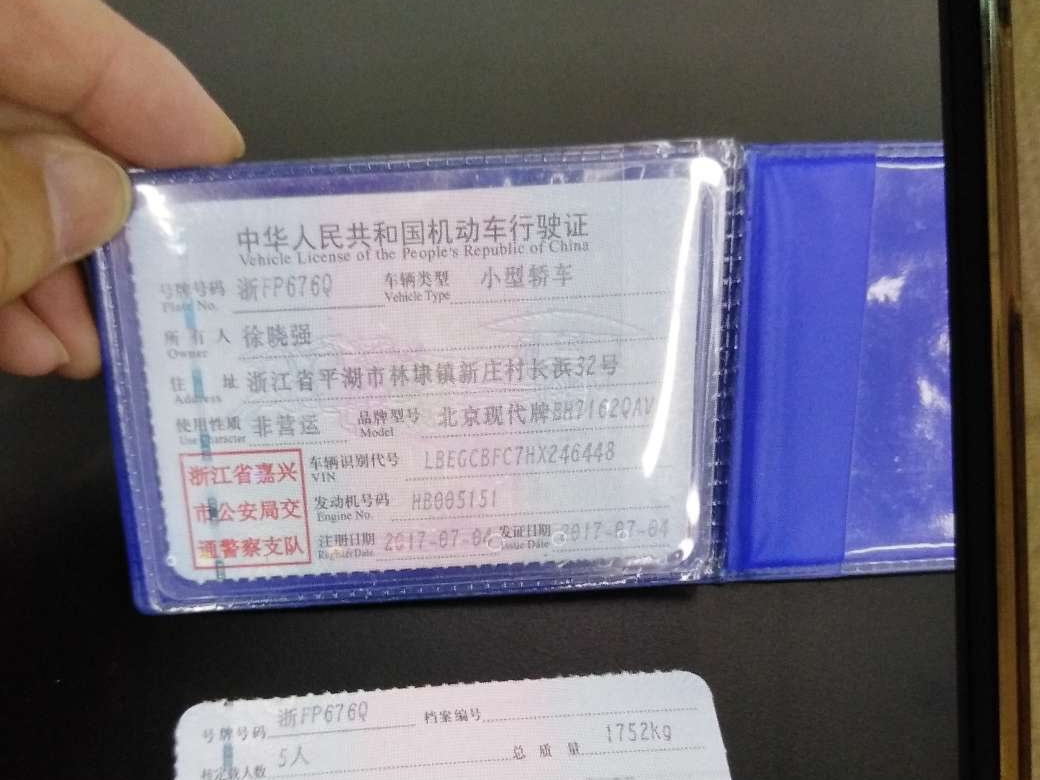 中华人民共和国机动车行驶证
Vehicle License of the People's Republic of China
号牌号码 浙FP676Q 车辆类型 小型轿车
Plate No. Vehicle Type
所有人 徐晓强
Owner
住址 浙江省平湖市林埭镇新庄村长浜32号
Address
使用性质 非营运 品牌型号 北京现代牌BH7162QAV
Use Character Model
浙江省嘉兴
市公安局交
通警察支队
车辆识别代号 LBEGCBFC7HX246448
VIN
发动机号码 HB005151
Engine No.
注册日期 2017-07-04 发证日期 2017-07-04
Register Date Issue Date
号牌号码 浙FP676Q 档案编号
核定载人数 5人 总质量 1752kg